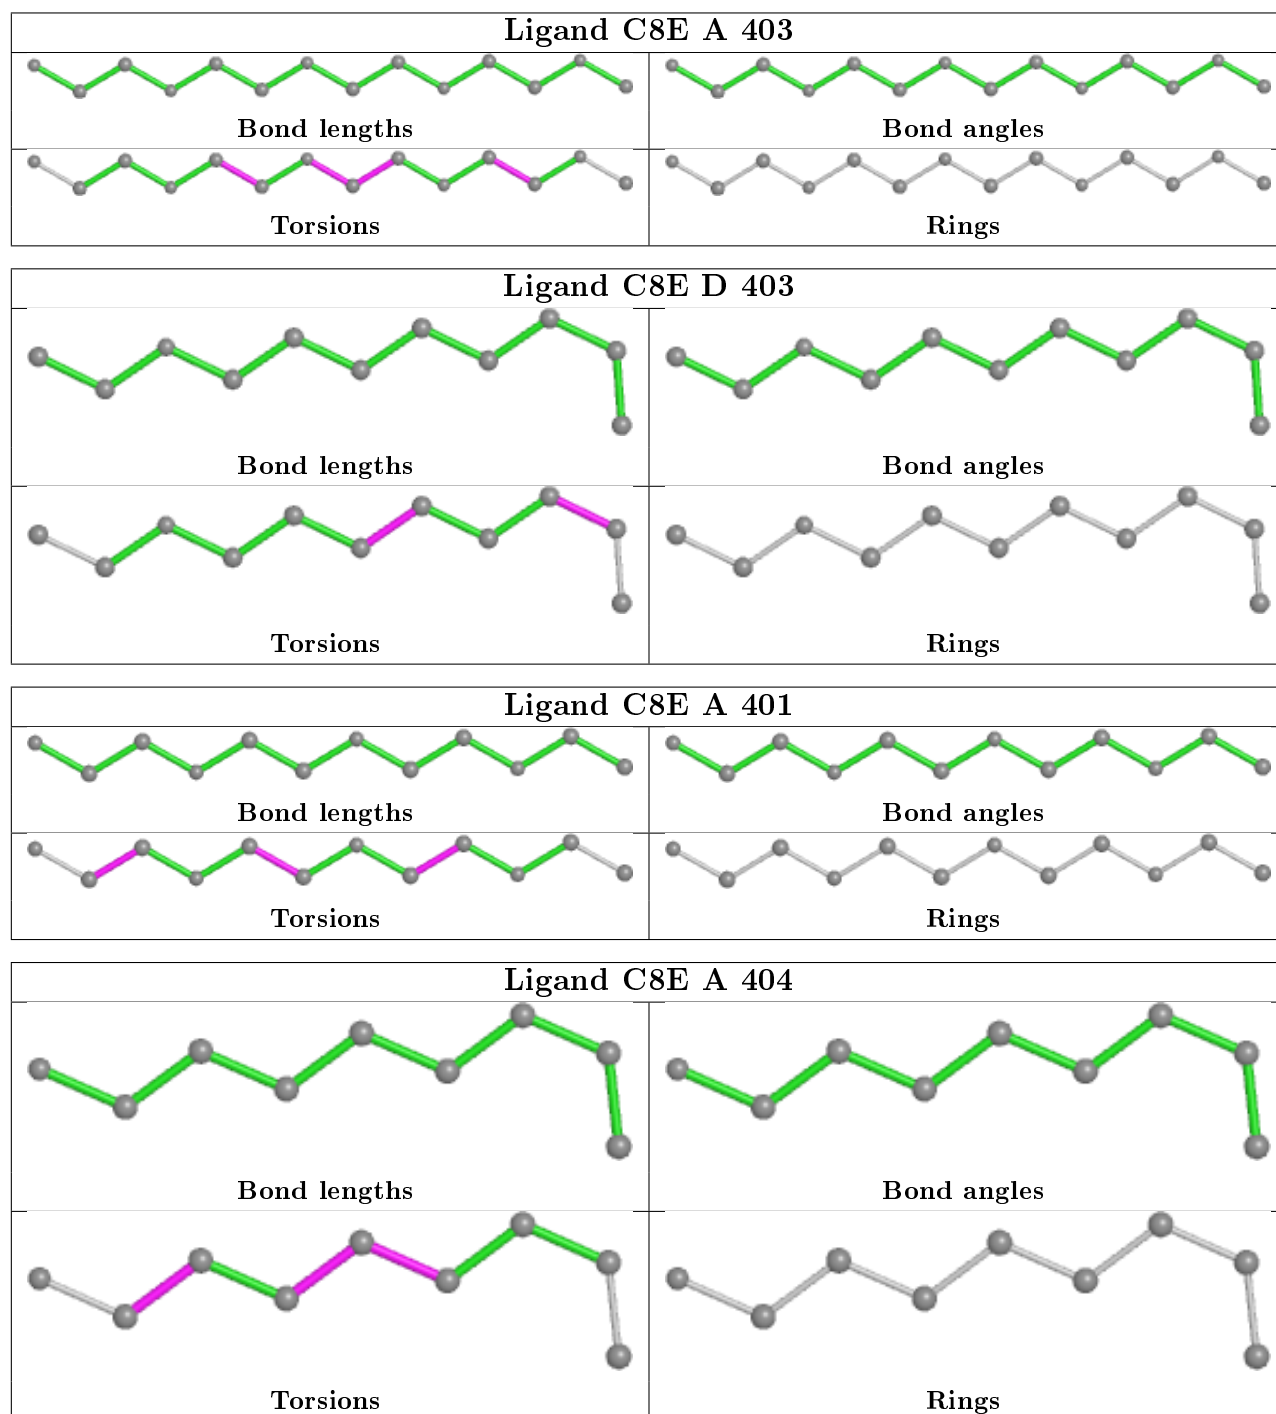 Ligand C8E A 403
Bond lengths
Bond angles
Torsions
Rings
Ligand C8E D 403
Bond lengths
Bond angles
Torsions
Rings
Ligand C8E A 401
Bond lengths
Bond angles
Torsions
Rings
Ligand C8E A 404
Bond lengths
Bond angles
Torsions
Rings